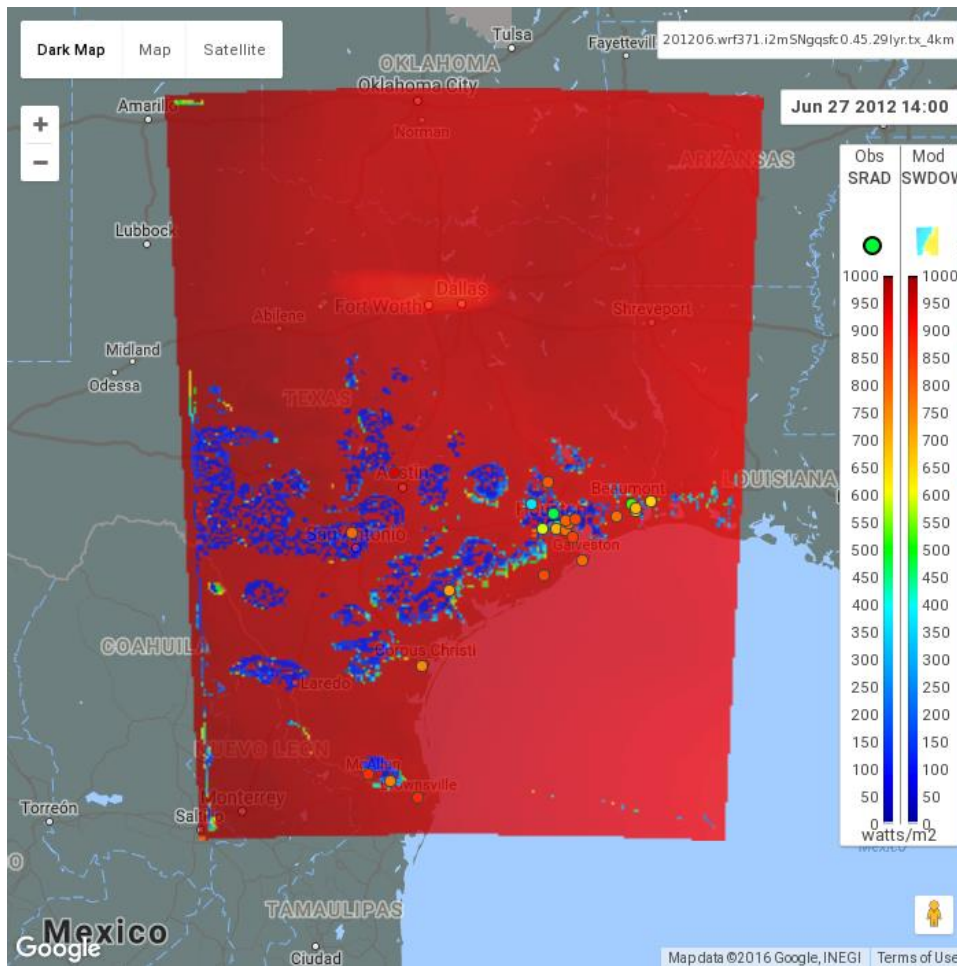 Dark Map
Map
Satellite
+
−
201206.wrf371.i2mSNgqsfc0.45.29lyr.tx_4km
Jun 27 2012 14:00
Obs
SRAD
Mod
SWDOW
1000 1000
950 950
900 900
850 850
800 800
750 750
700 700
650 650
600 600
550 550
500 500
450 450
400 400
350 350
300 300
250 250
200 200
150 150
100 100
50 50
0 0
watts/m2
Tulsa
Fayettevill
OKLAHOMA
Oklahoma City
Amarillo
Norman
ARKANSAS
Lubbock
Dallas
Fort Worth
Shreveport
Abilene
Midland
Odessa
TEXAS
Austin
Beaumont
LOUISIANA
San Antonio
Galveston
COAHUILA
Corpus Christi
Laredo
NUEVO LEON
Monterrey
Torreón
Saltillo
TAMAULIPAS
Mexico
Mexico
Ciudad
Google
Map data ©2016 Google, INEGI
Terms of Use